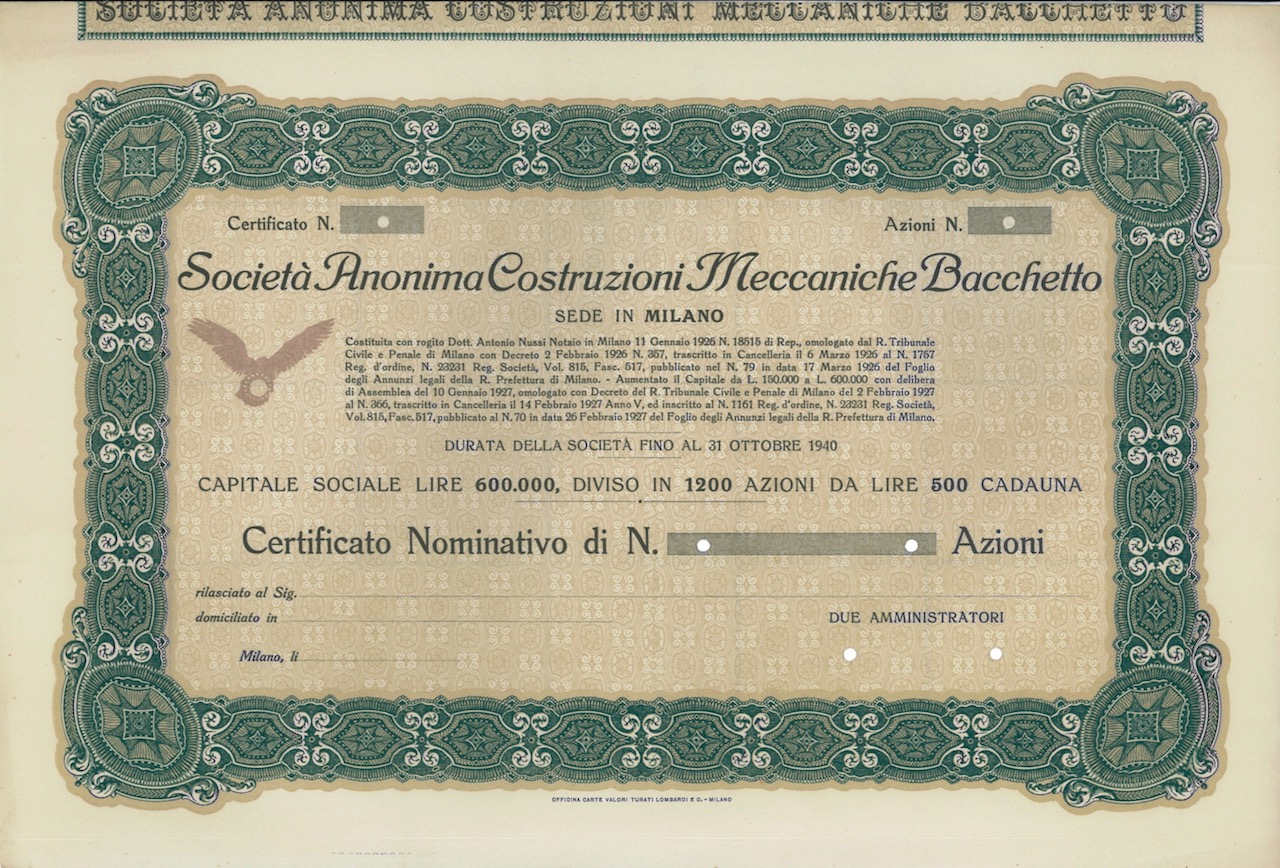 SOCIETÀ ANONIMA COSTRUZIONI MECCANICHE BACCHETTO
Certificato N.
Azioni N.
Società Anonima Costruzioni Meccaniche Bacchetto
SEDE IN MILANO
Costituita con rogito Dott. Antonio Nussi Notaio in Milano 11 Gennaio 1926 N. 18515 di Rep., omologato dal R. Tribunale
Civile e Penale di Milano con Decreto 2 Febbraio 1926 N. 357, trascritto in Cancelleria il 6 Marzo 1926 al N. 1757
Reg. d'ordine, N. 23231 Reg. Società, Vol. 815, Fasc. 517, pubblicato nel N. 79 in data 17 Marzo 1926 del Foglio
degli Annunzi legali della R. Prefettura di Milano. - Aumentato il Capitale da L. 150.000 a L. 600.000 con delibera
di Assemblea del 10 Gennaio 1927, omologato con Decreto del R. Tribunale Civile e Penale di Milano del 2 Febbraio 1927
al N. 366, trascritto in Cancelleria il 14 Febbraio 1927 Anno V, ed inscritto al N. 1161 Reg. d'ordine, N. 23231 Reg. Società,
Vol. 815, Fasc. 517, pubblicato al N. 70 in data 26 Febbraio 1927 del Foglio degli Annunzi legali della R. Prefettura di Milano.
DURATA DELLA SOCIETÀ FINO AL 31 OTTOBRE 1940
CAPITALE SOCIALE LIRE 600.000, DIVISO IN 1200 AZIONI DA LIRE 500 CADAUNA
Certificato Nominativo di N. Azioni
rilasciato al Sig.
domiciliato in
DUE AMMINISTRATORI
Milano, li
OFFICINA CARTE VALORI TURATI LOMBARDI E C. - MILANO